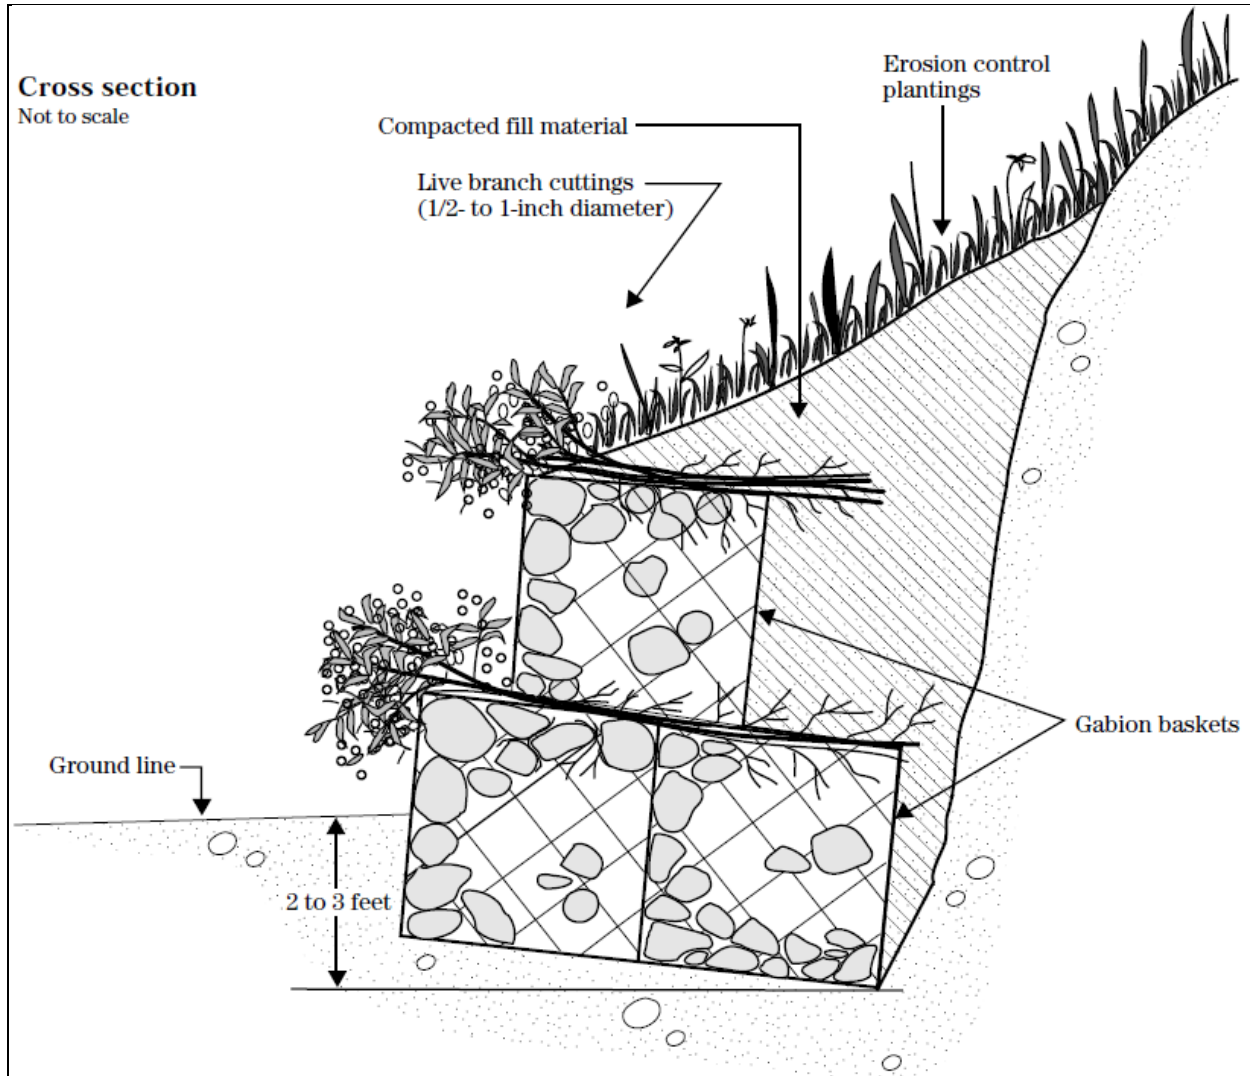 Cross section
Not to scale
Erosion control
plantings
Compacted fill material
Live branch cuttings
(1/2- to 1-inch diameter)
Gabion baskets
Ground line
2 to 3 feet